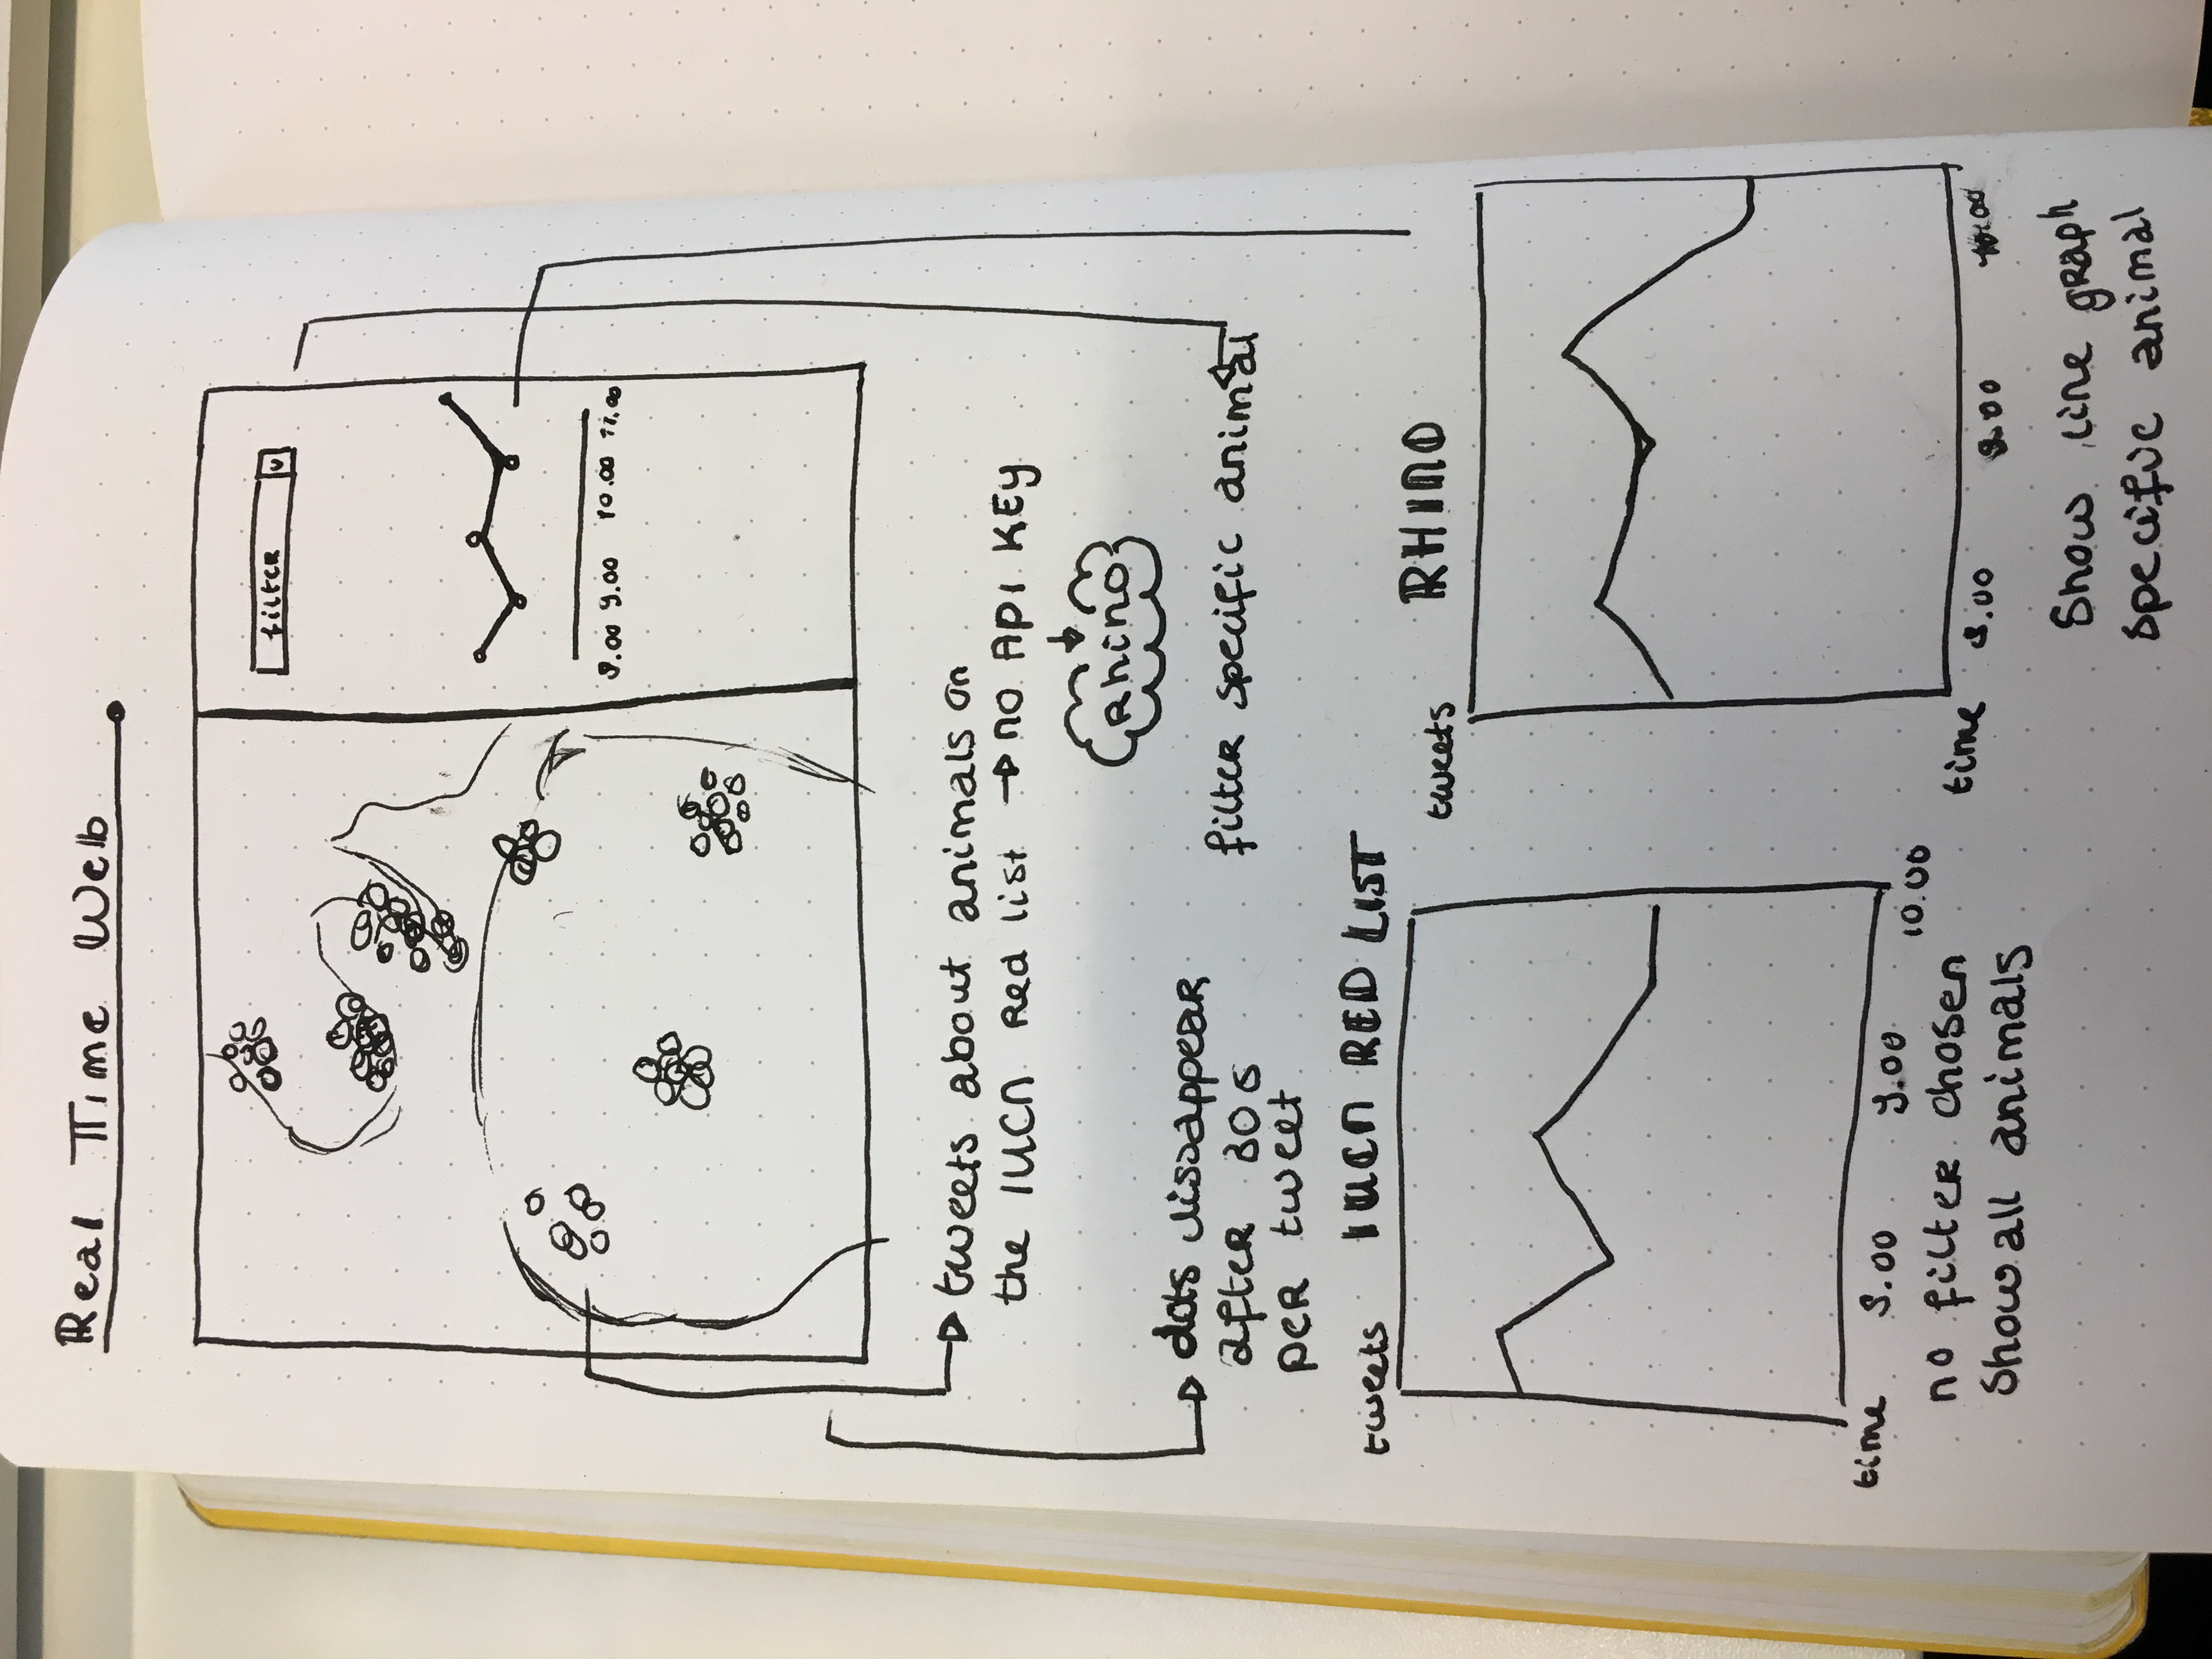 Real Time Web
filter
8.00 9.00 10.00 11.00
tweets about animals on
the IUCN Red list → no API KEY
Rhino
dots dissappear
after 30s
per tweet
filter specific animal
tweets IUCN RED LIST
time 8.00 9.00 10.00
no filter chosen
Show all animals
tweets RHINO
time 8.00 9.00 10.00
Show line graph
specific animal